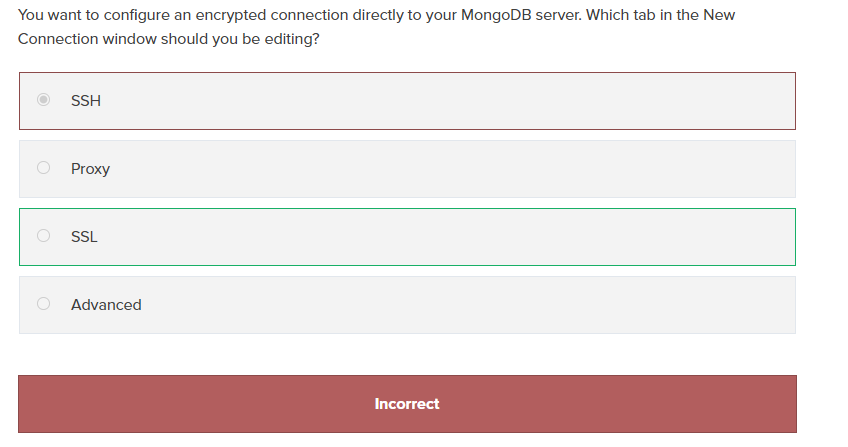 You want to configure an encrypted connection directly to your MongoDB server. Which tab in the New
Connection window should you be editing?
SSH
Proxy
SSL
Advanced
Incorrect